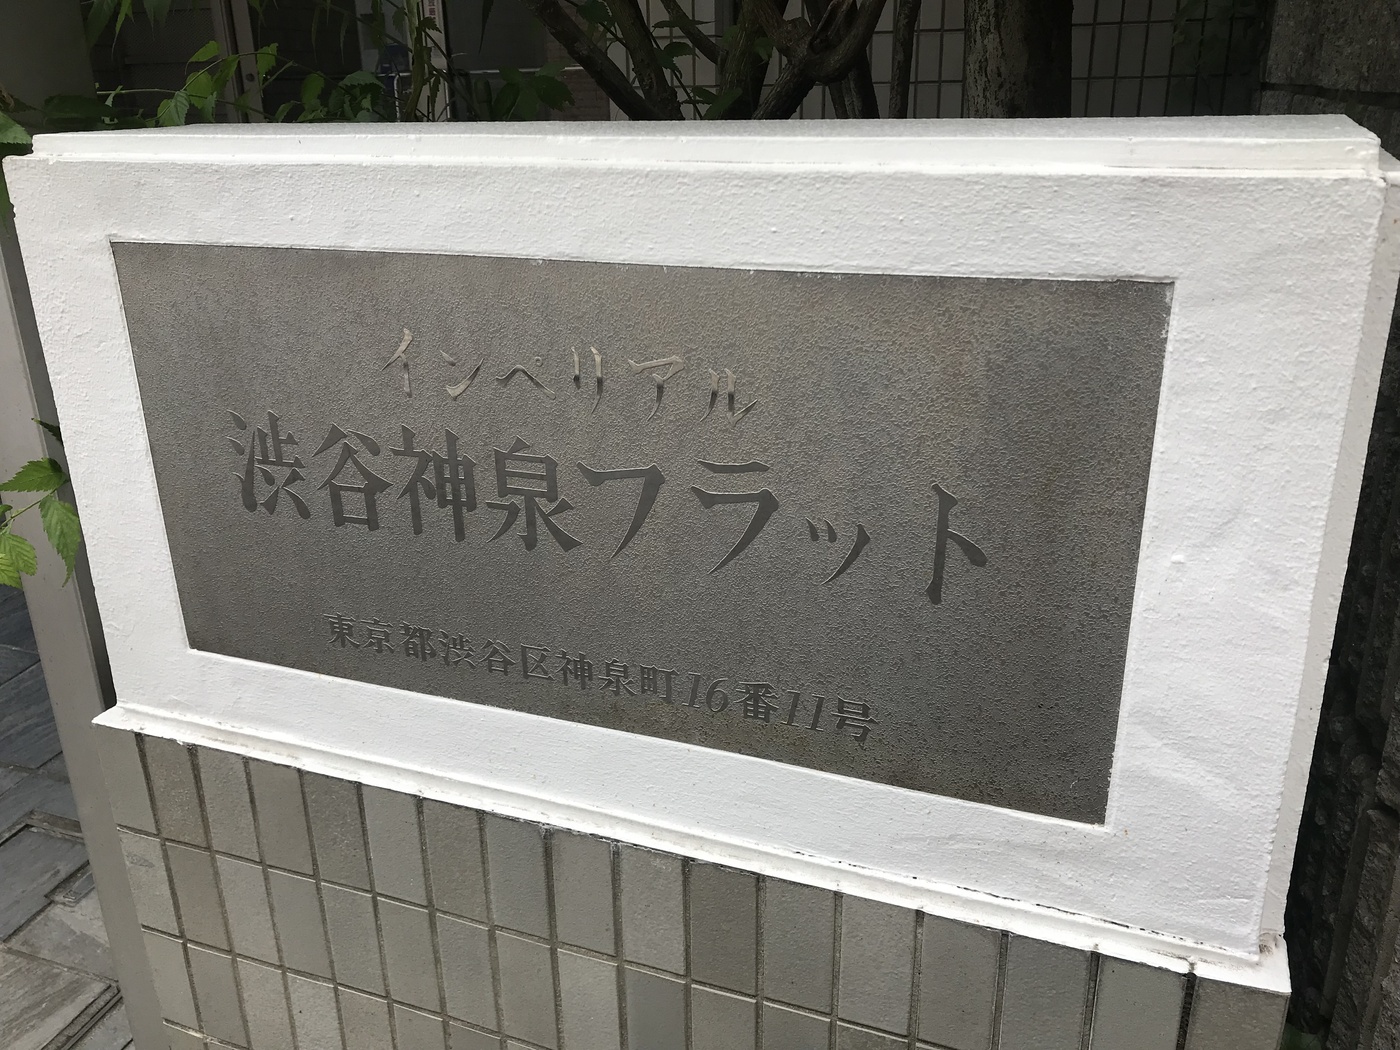 インペリアル
渋谷神泉フラット
東京都渋谷区神泉町16番11号